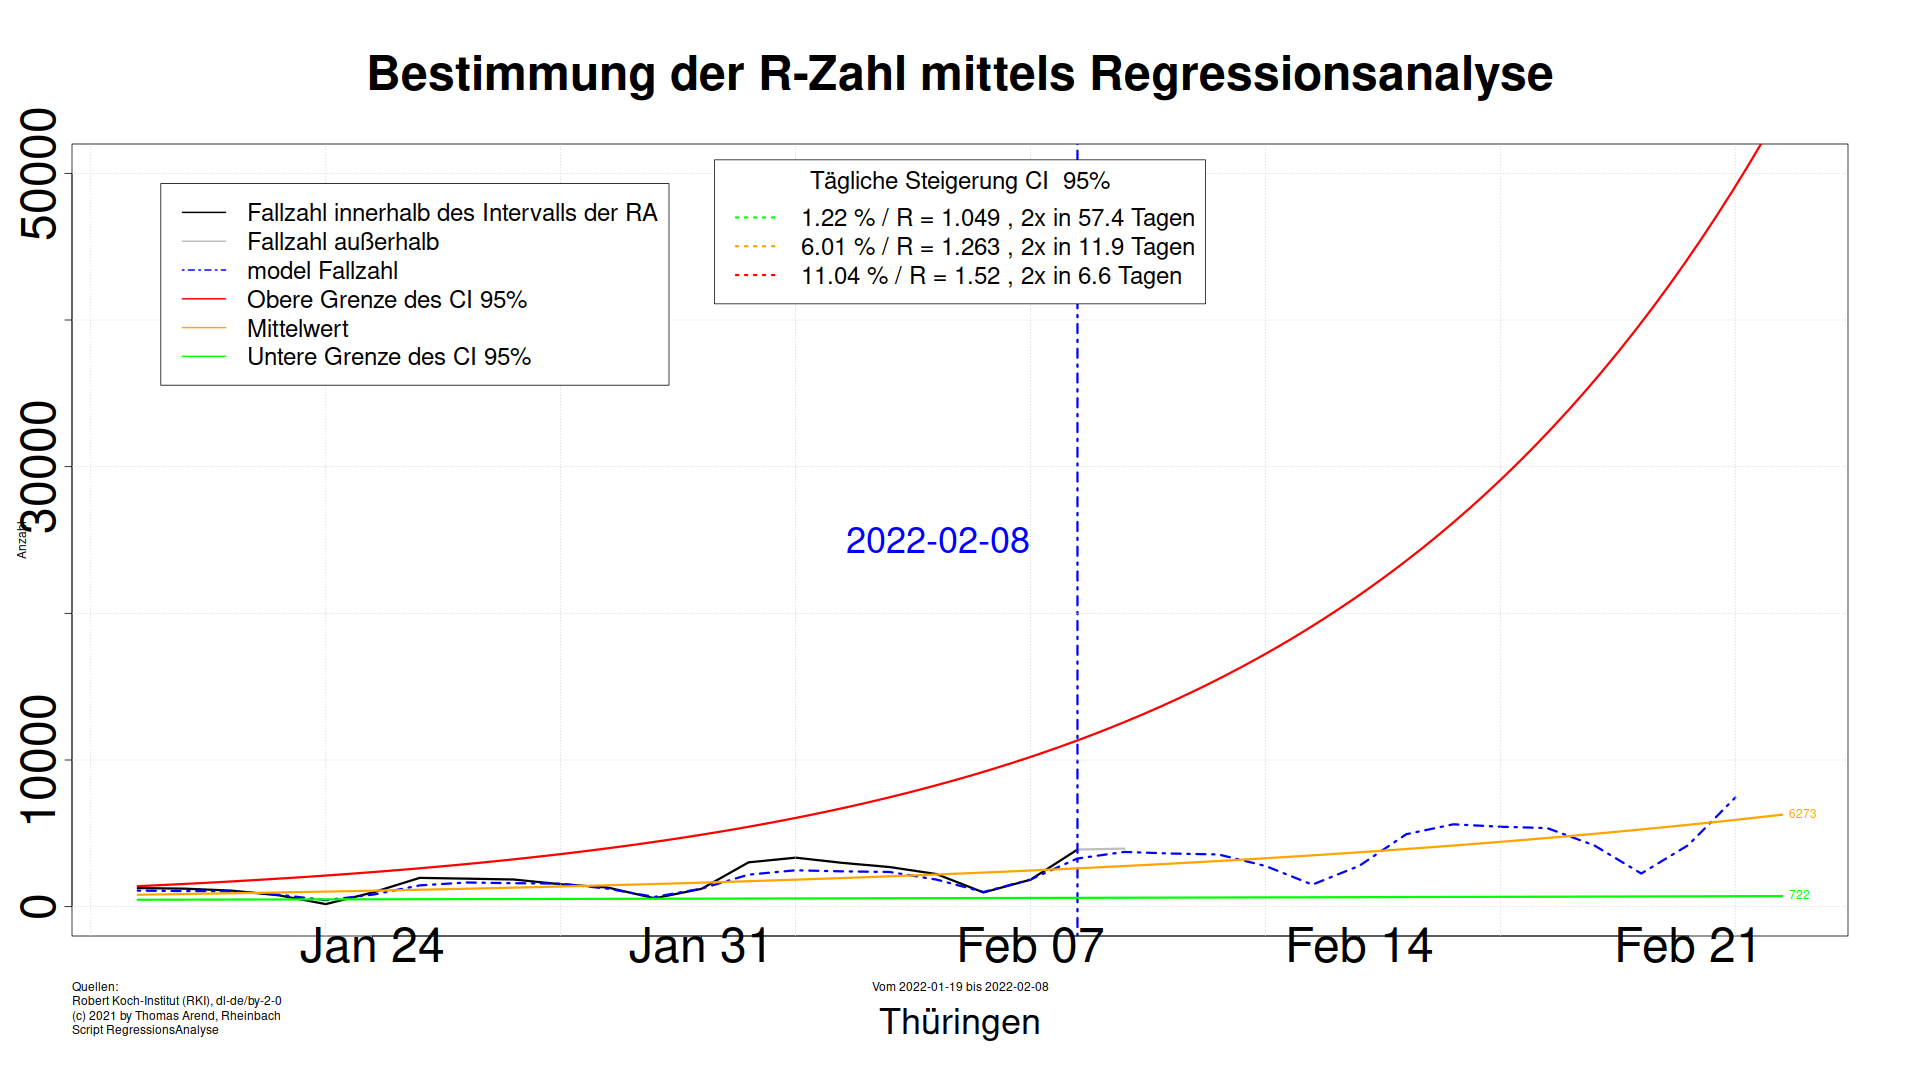 Bestimmung der R-Zahl mittels Regressionsanalyse
50000
30000
10000
0
Anzahl
Fallzahl innerhalb des Intervalls der RA
Fallzahl außerhalb
model Fallzahl
Obere Grenze des CI 95%
Mittelwert
Untere Grenze des CI 95%
Tägliche Steigerung CI 95%
1.22 % / R = 1.049 , 2x in 57.4 Tagen
6.01 % / R = 1.263 , 2x in 11.9 Tagen
11.04 % / R = 1.52 , 2x in 6.6 Tagen
2022-02-08
6273
722
Jan 24
Jan 31
Feb 07
Feb 14
Feb 21
Quellen:
Robert Koch-Institut (RKI), dl-de/by-2-0
(c) 2021 by Thomas Arend, Rheinbach
Script RegressionsAnalyse
Vom 2022-01-19 bis 2022-02-08
Thüringen